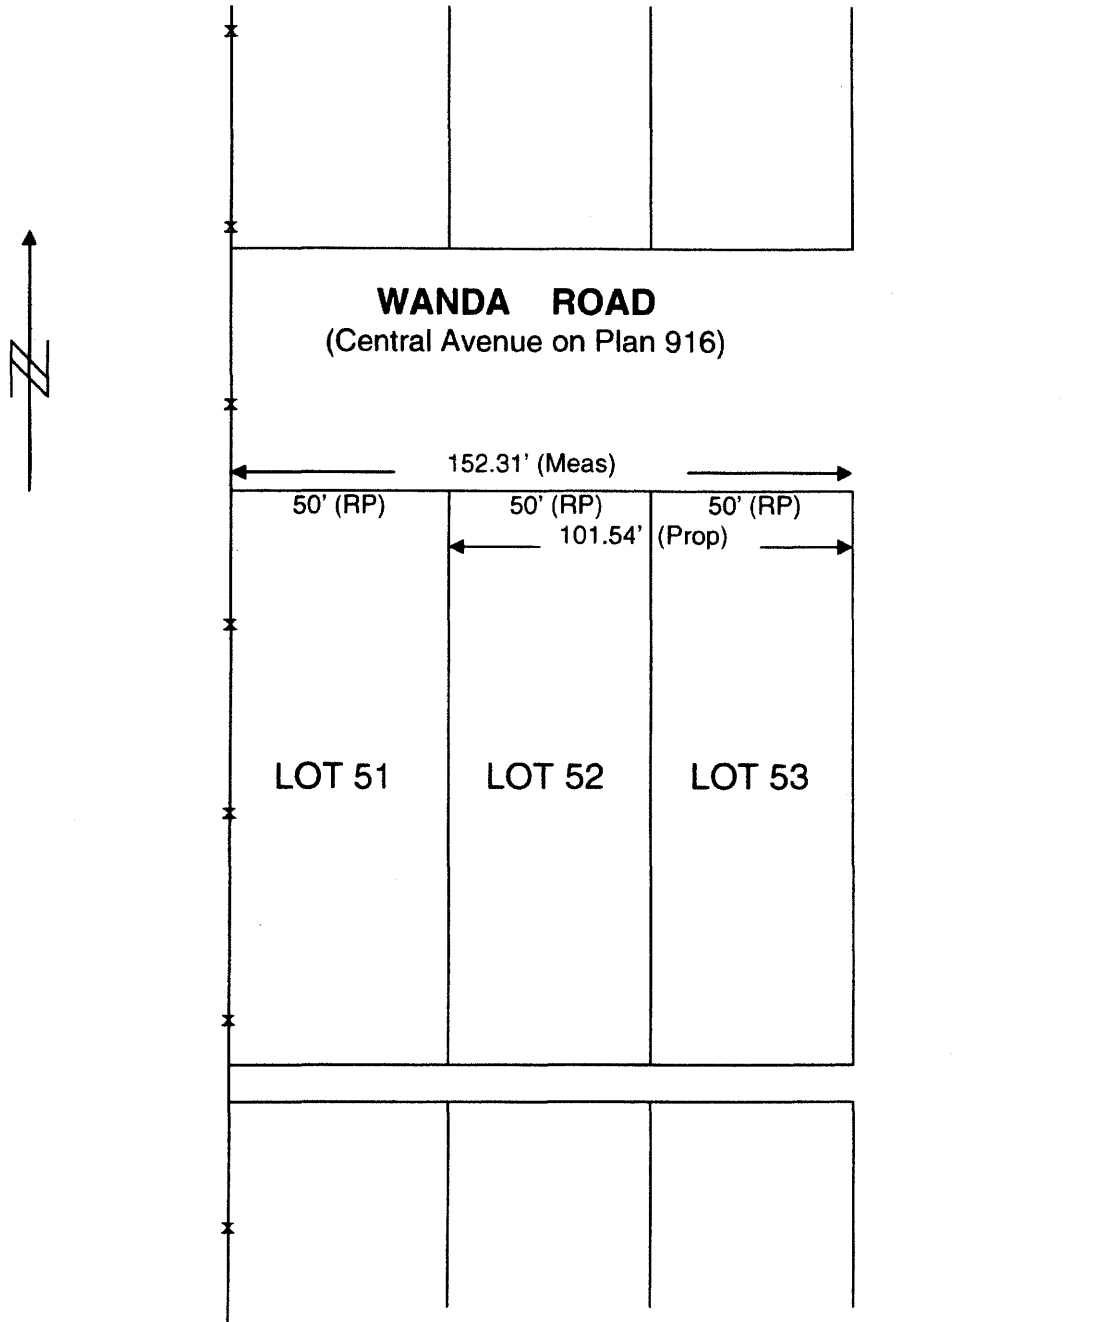 WANDA ROAD
(Central Avenue on Plan 916)
152.31' (Meas)
50' (RP) 50' (RP) 50' (RP)
101.54' (Prop)
LOT 51 LOT 52 LOT 53